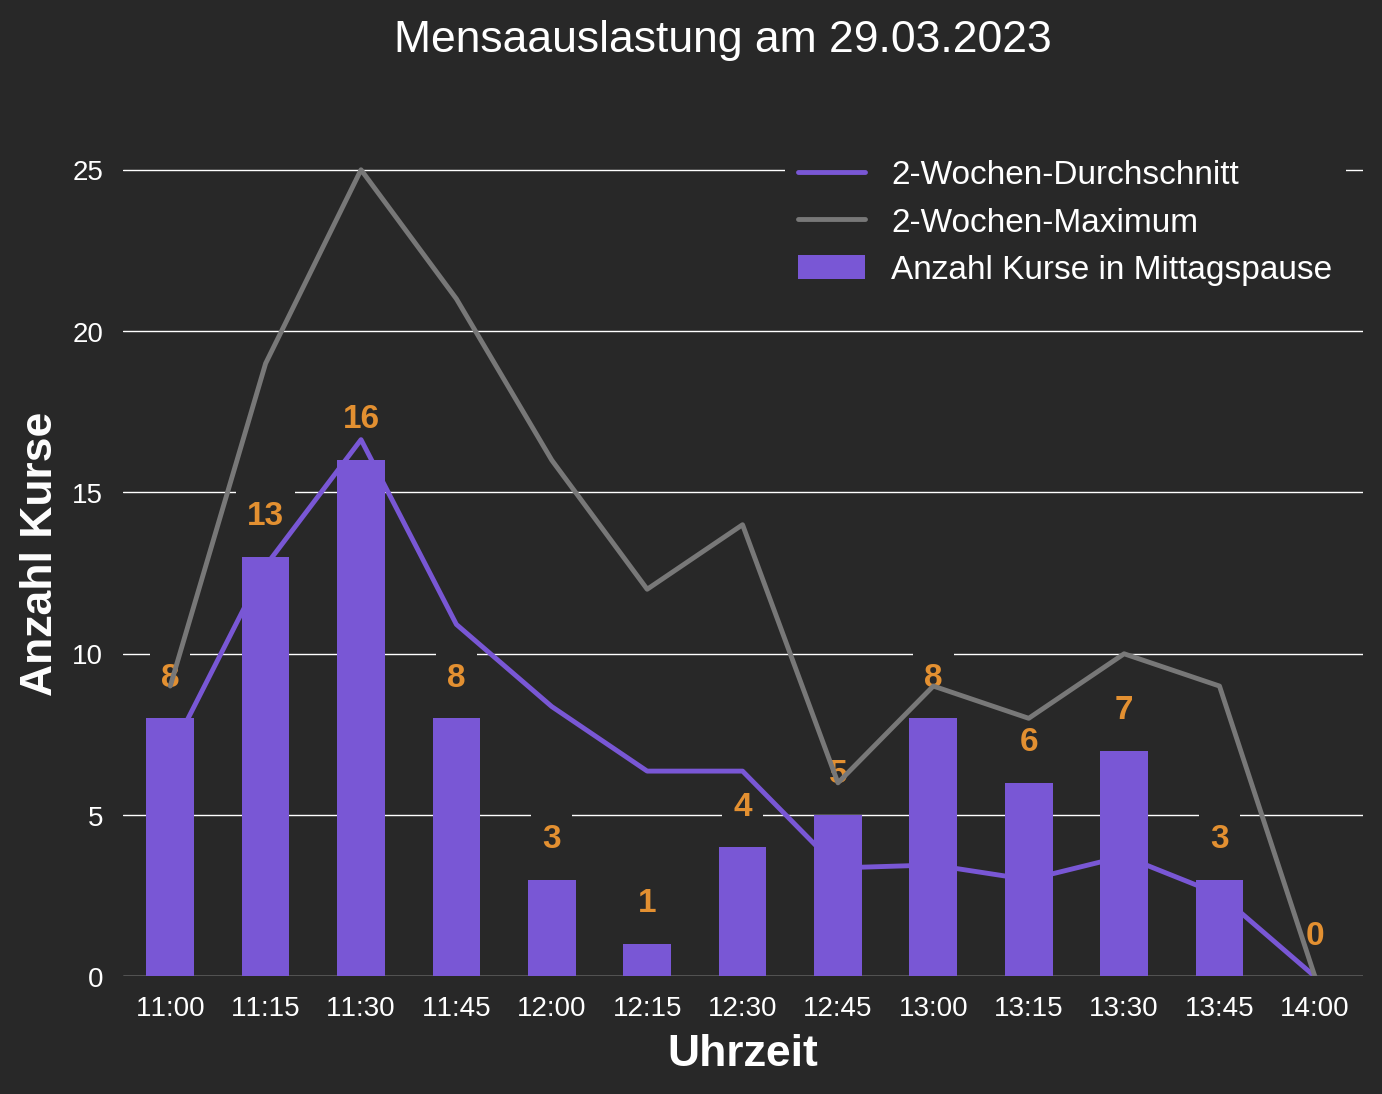 Mensaauslastung am 29.03.2023
2-Wochen-Durchschnitt
2-Wochen-Maximum
Anzahl Kurse in Mittagspause
Anzahl Kurse
25
20
15
10
5
0
8
13
16
8
3
1
4
5
8
6
7
3
0
11:00 11:15 11:30 11:45 12:00 12:15 12:30 12:45 13:00 13:15 13:30 13:45 14:00
Uhrzeit